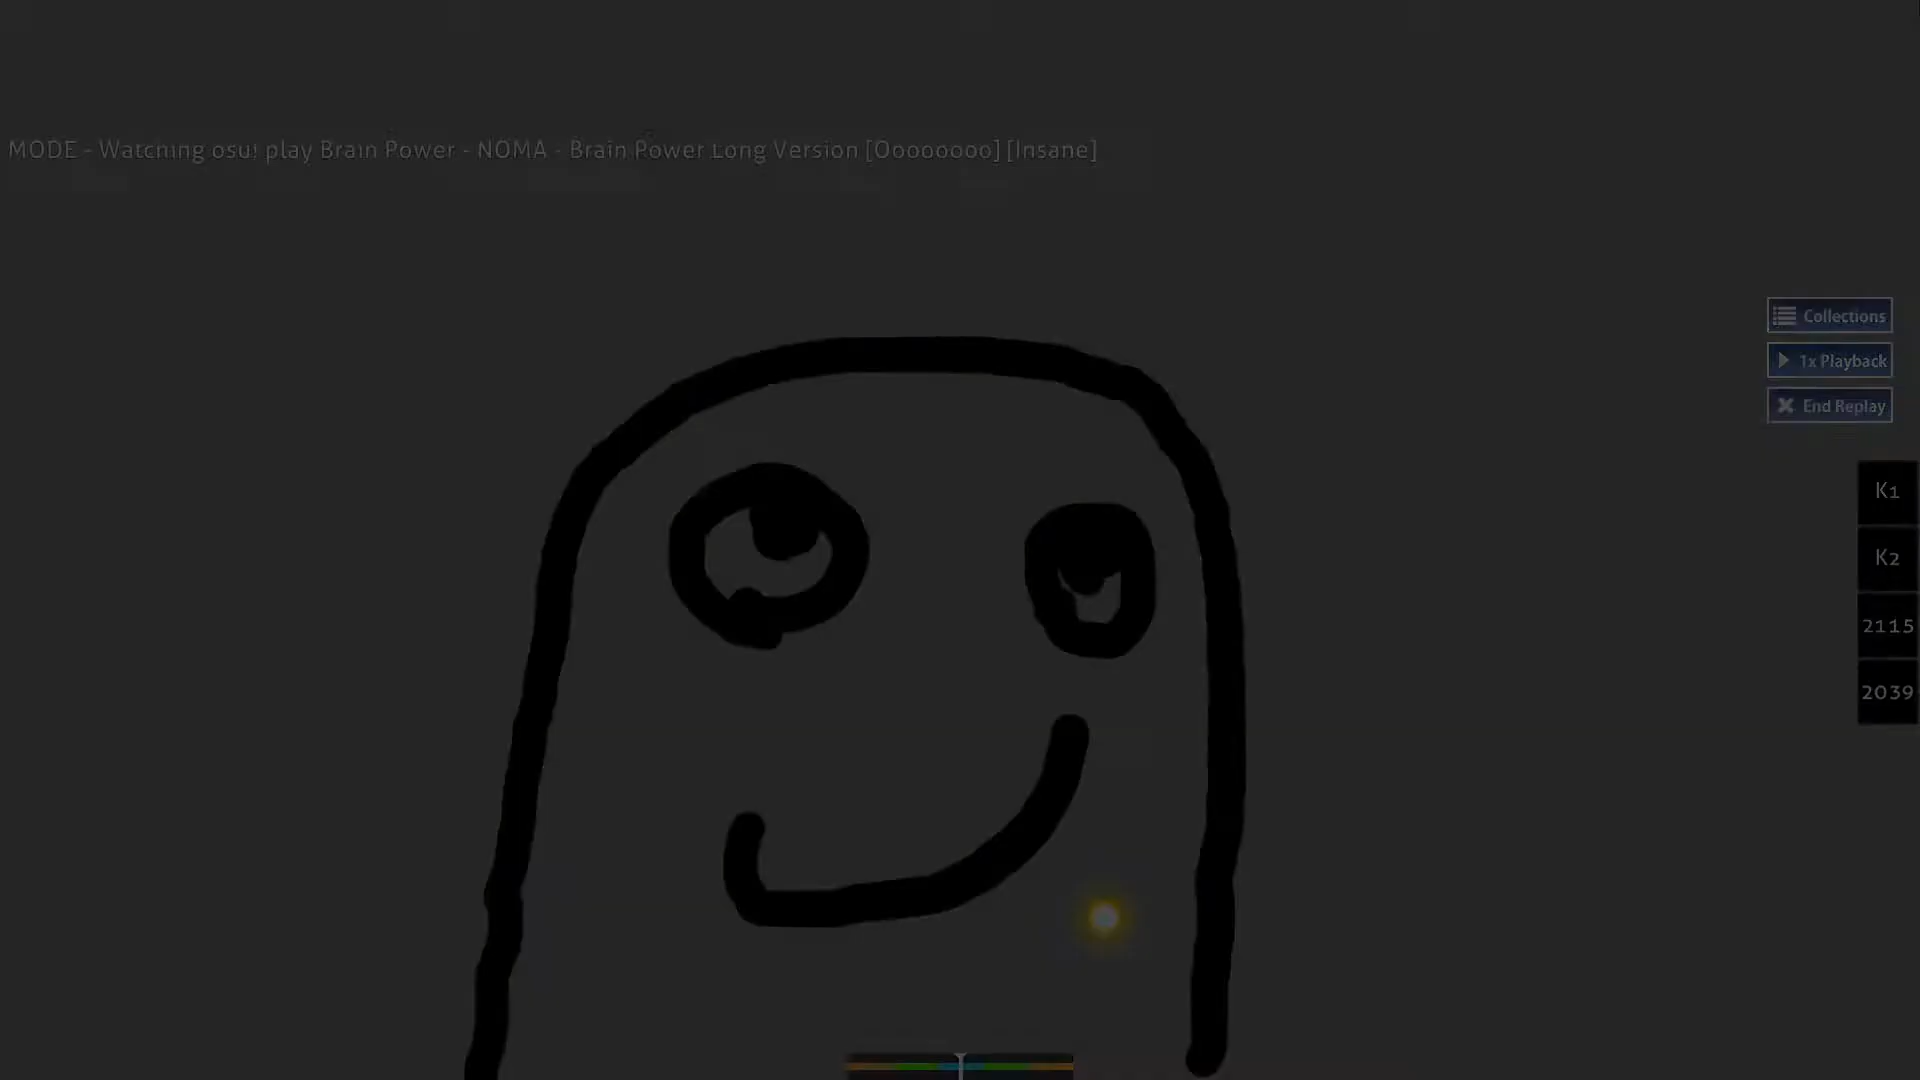 MODE - Watching osu! play Brain Power - NOMA - Brain Power Long Version [Oooooooo] [Insane]
Collections
1x Playback
End Replay
K1
K2
2115
2039